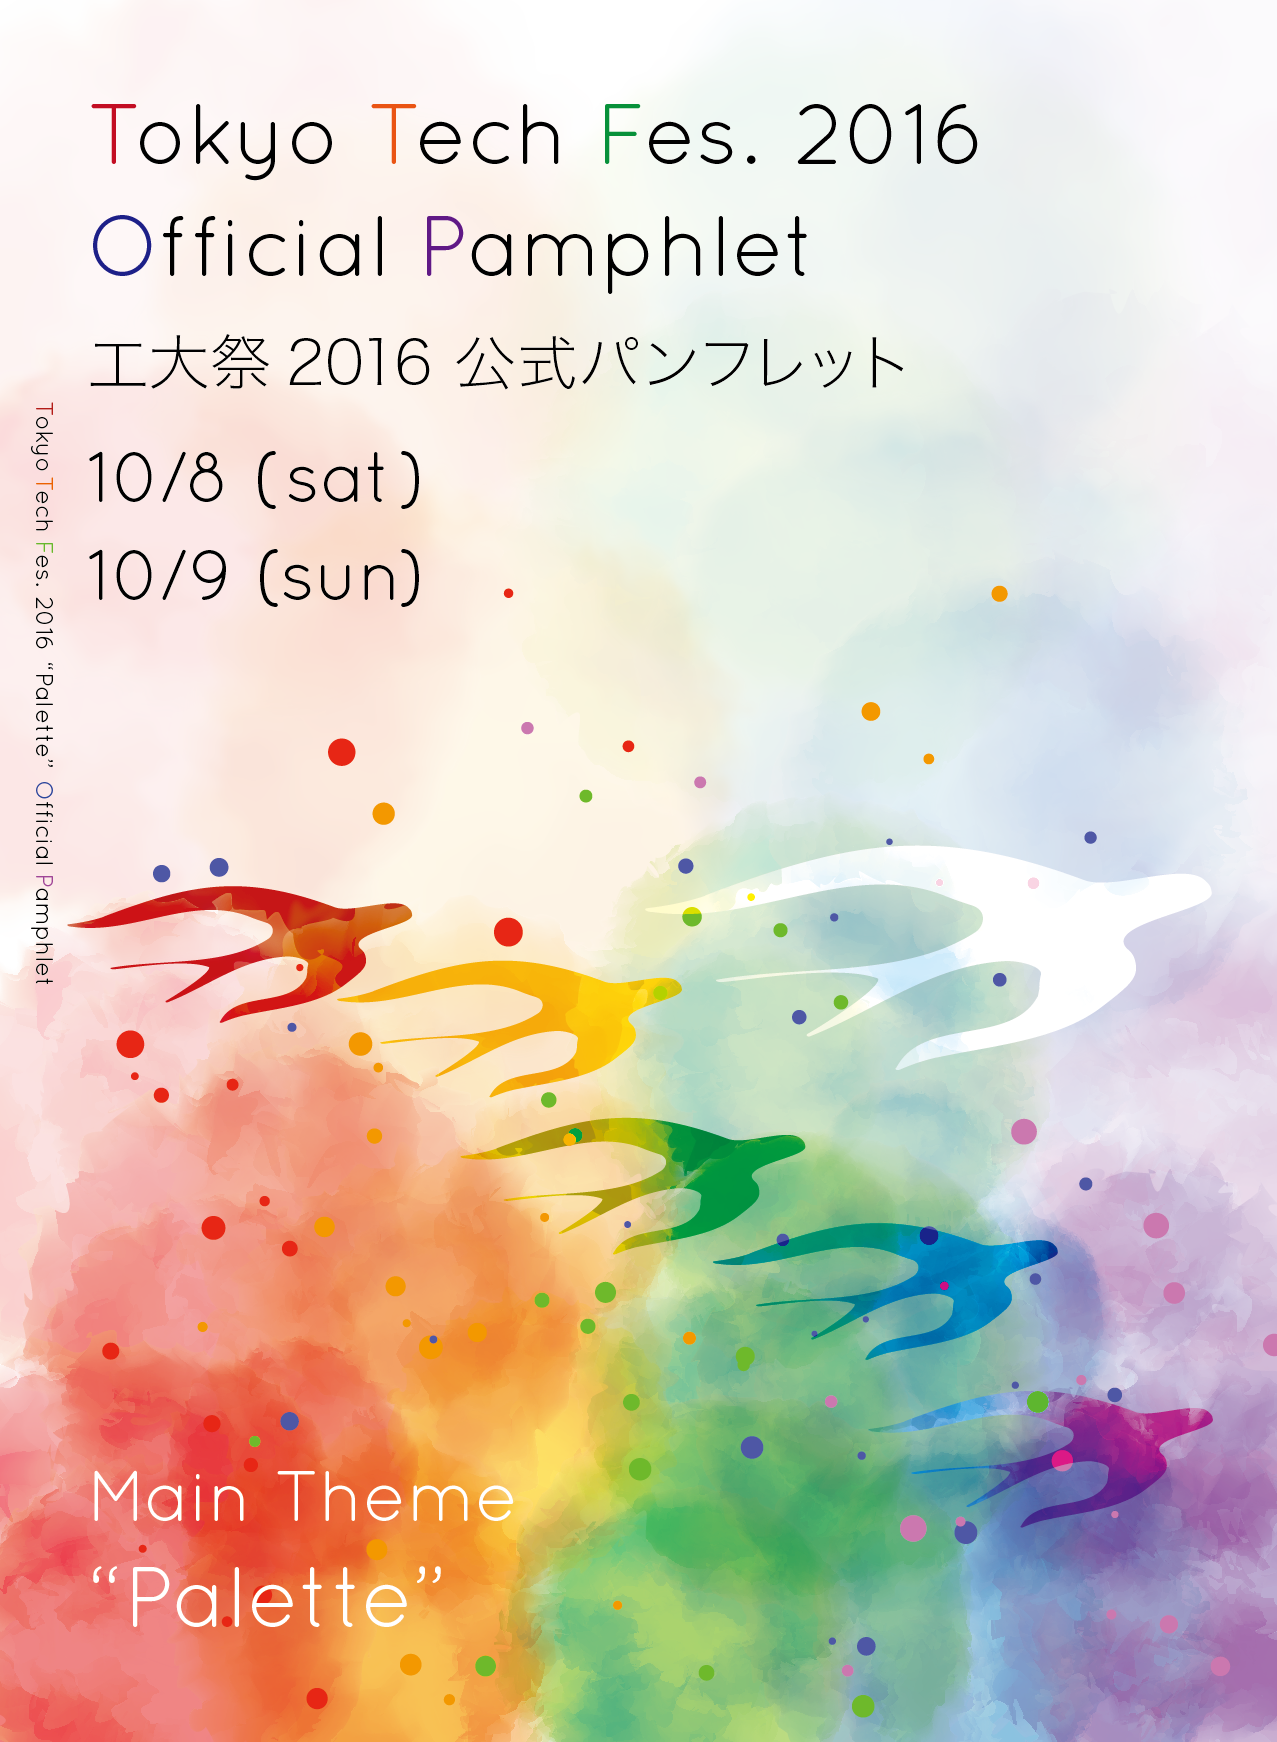 Tokyo Tech Fes. 2016
Official Pamphlet
工大祭 2016 公式パンフレット
10/8 (sat)
10/9 (sun)
Tokyo Tech Fes. 2016 “Palette” Official Pamphlet
Main Theme
“Palette”